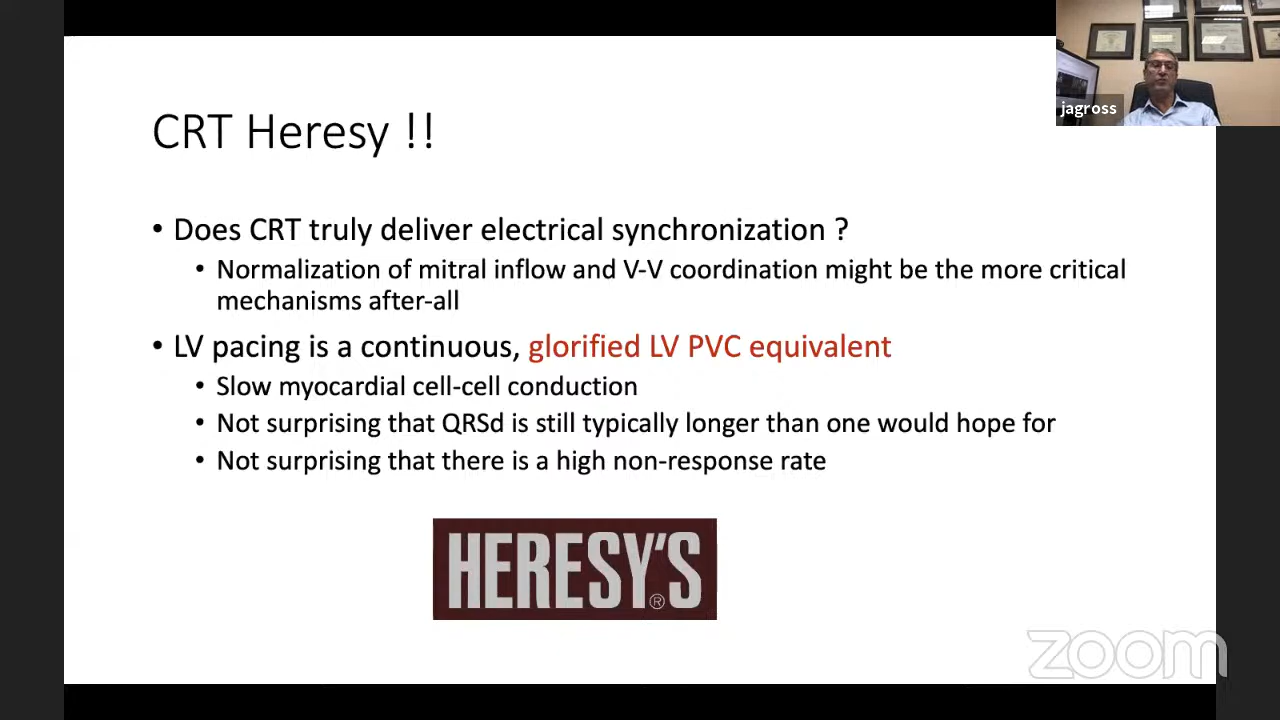 jagross
CRT Heresy !!
• Does CRT truly deliver electrical synchronization ?
• Normalization of mitral inflow and V-V coordination might be the more critical
mechanisms after-all
• LV pacing is a continuous, glorified LV PVC equivalent
• Slow myocardial cell-cell conduction
• Not surprising that QRSd is still typically longer than one would hope for
• Not surprising that there is a high non-response rate
HERESY'S®
zoom